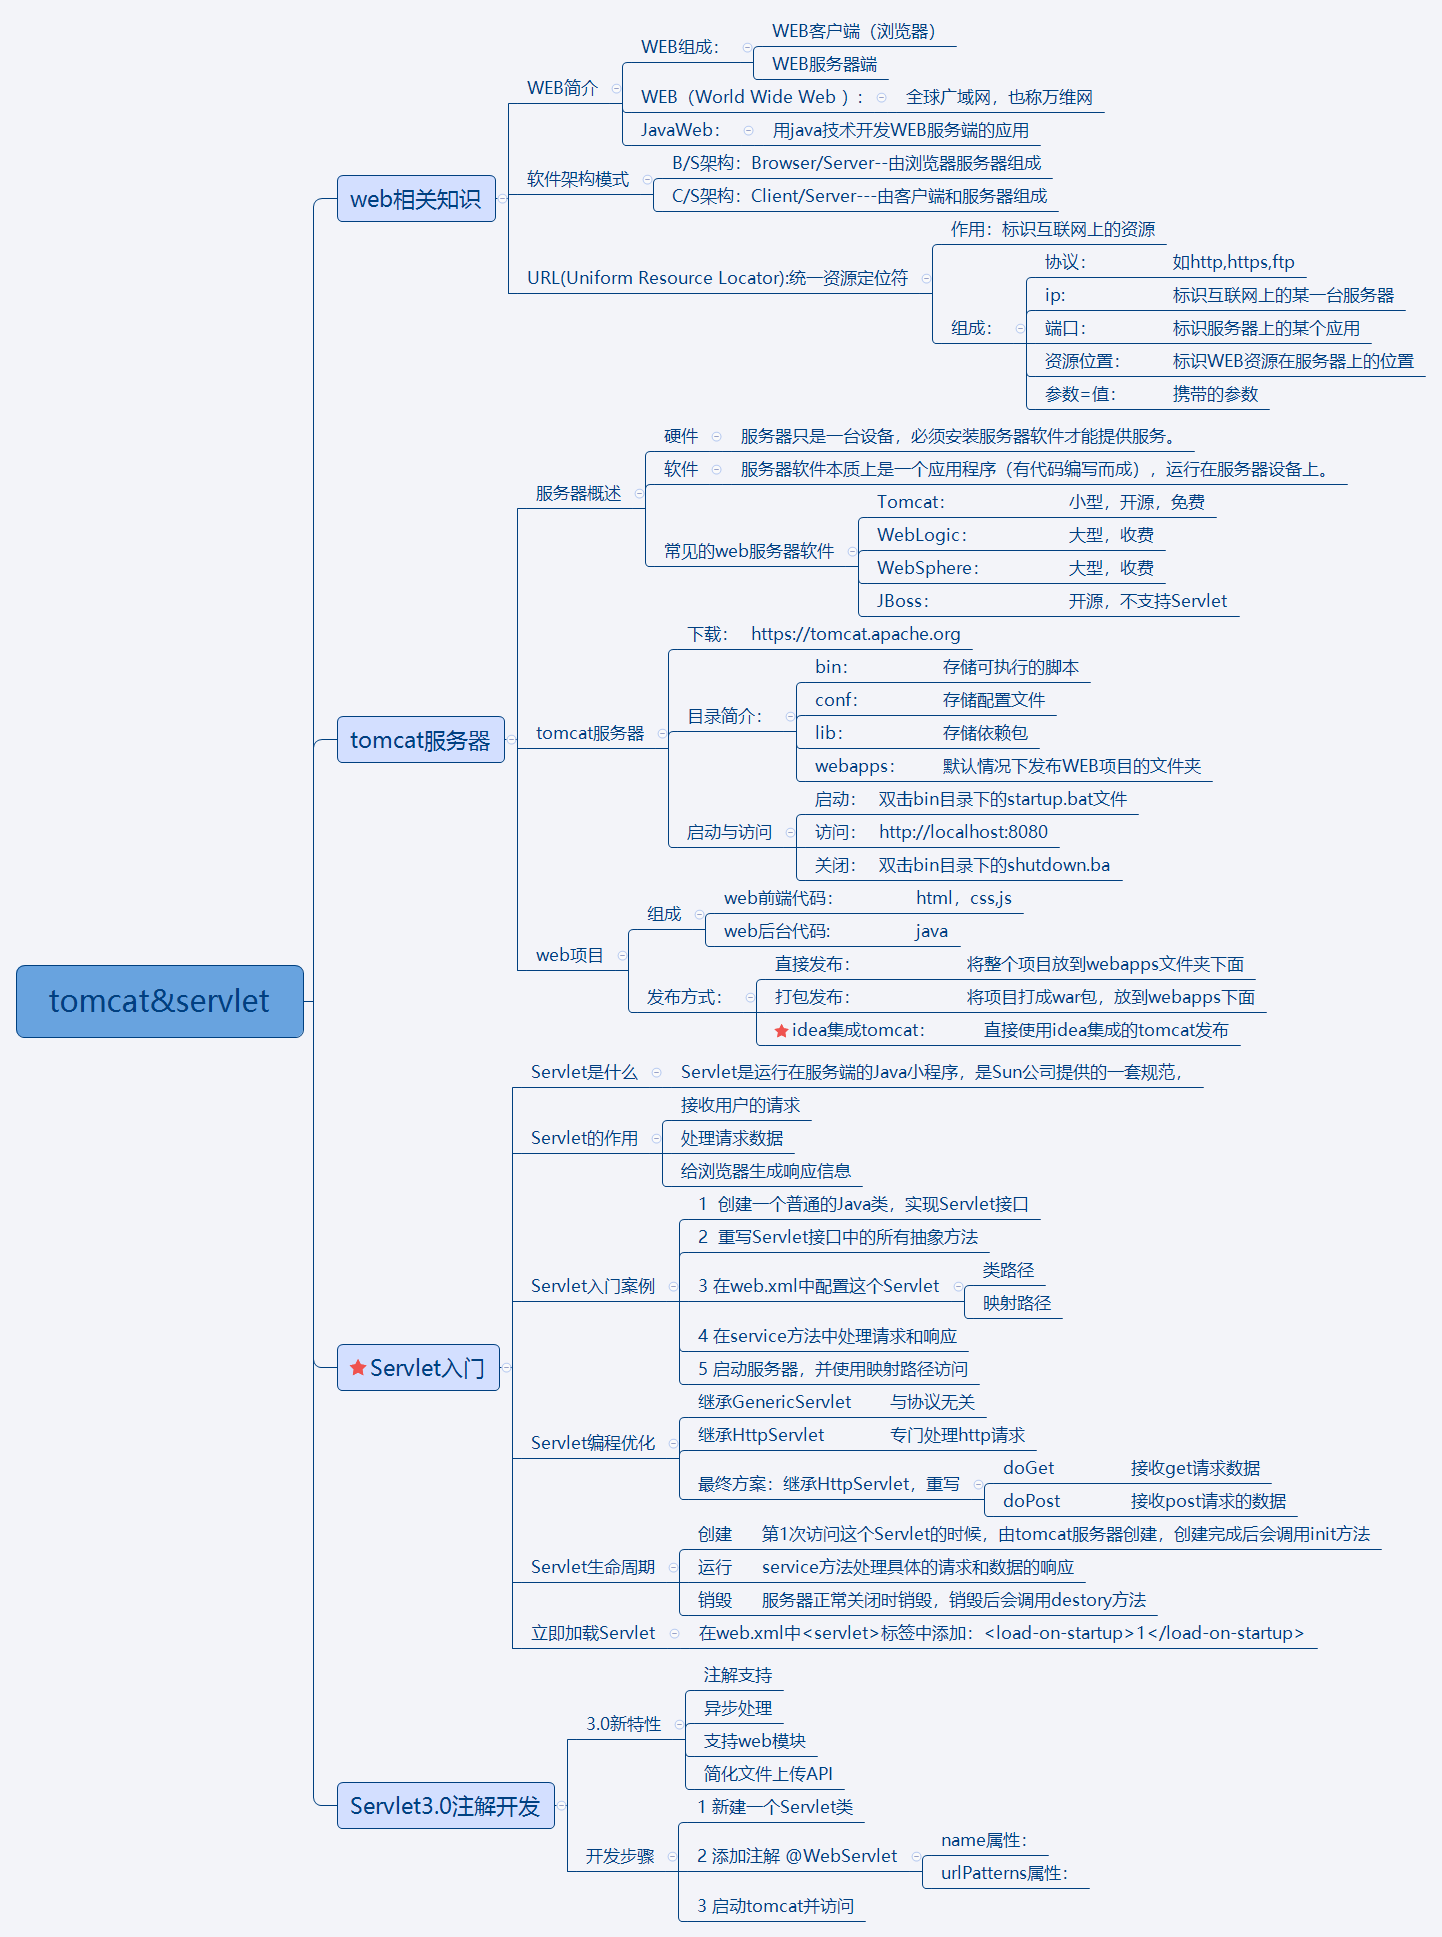 tomcat&servlet
web相关知识
WEB简介
WEB组成：
WEB客户端（浏览器）
WEB服务器端
WEB（World Wide Web ）： 全球广域网，也称万维网
JavaWeb： 用java技术开发WEB服务端的应用
软件架构模式
B/S架构：Browser/Server--由浏览器服务器组成
C/S架构：Client/Server---由客户端和服务器组成
URL(Uniform Resource Locator):统一资源定位符
作用：标识互联网上的资源
组成：
协议： 如http,https,ftp
ip: 标识互联网上的某一台服务器
端口： 标识服务器上的某个应用
资源位置： 标识WEB资源在服务器上的位置
参数=值： 携带的参数
tomcat服务器
服务器概述
硬件 服务器只是一台设备，必须安装服务器软件才能提供服务。
软件 服务器软件本质上是一个应用程序（有代码编写而成），运行在服务器设备上。
常见的web服务器软件
Tomcat： 小型，开源，免费
WebLogic： 大型，收费
WebSphere： 大型，收费
JBoss： 开源，不支持Servlet
tomcat服务器
下载： https://tomcat.apache.org
目录简介：
bin： 存储可执行的脚本
conf： 存储配置文件
lib： 存储依赖包
webapps： 默认情况下发布WEB项目的文件夹
启动与访问
启动： 双击bin目录下的startup.bat文件
访问： http://localhost:8080
关闭： 双击bin目录下的shutdown.ba
web项目
组成
web前端代码： html，css,js
web后台代码: java
发布方式：
直接发布： 将整个项目放到webapps文件夹下面
打包发布： 将项目打成war包，放到webapps下面
idea集成tomcat： 直接使用idea集成的tomcat发布
Servlet入门
Servlet是什么 Servlet是运行在服务端的Java小程序，是Sun公司提供的一套规范，
Servlet的作用
接收用户的请求
处理请求数据
给浏览器生成响应信息
Servlet入门案例
1 创建一个普通的Java类，实现Servlet接口
2 重写Servlet接口中的所有抽象方法
3 在web.xml中配置这个Servlet
类路径
映射路径
4 在service方法中处理请求和响应
5 启动服务器，并使用映射路径访问
Servlet编程优化
继承GenericServlet 与协议无关
继承HttpServlet 专门处理http请求
最终方案：继承HttpServlet，重写
doGet 接收get请求数据
doPost 接收post请求的数据
Servlet生命周期
创建 第1次访问这个Servlet的时候，由tomcat服务器创建，创建完成后会调用init方法
运行 service方法处理具体的请求和数据的响应
销毁 服务器正常关闭时销毁，销毁后会调用destory方法
立即加载Servlet 在web.xml中<servlet>标签中添加：<load-on-startup>1</load-on-startup>
Servlet3.0注解开发
3.0新特性
注解支持
异步处理
支持web模块
简化文件上传API
开发步骤
1 新建一个Servlet类
2 添加注解 @WebServlet
name属性：
urlPatterns属性：
3 启动tomcat并访问